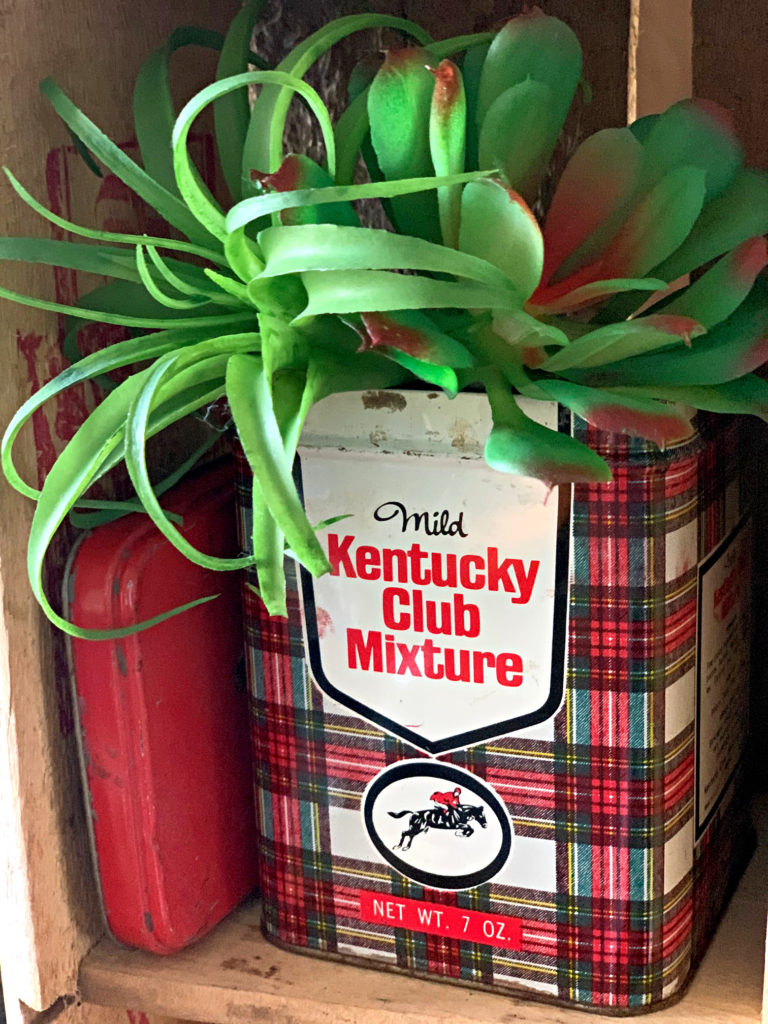 Mild
Kentucky
Club
Mixture
NET WT. 7 OZ.